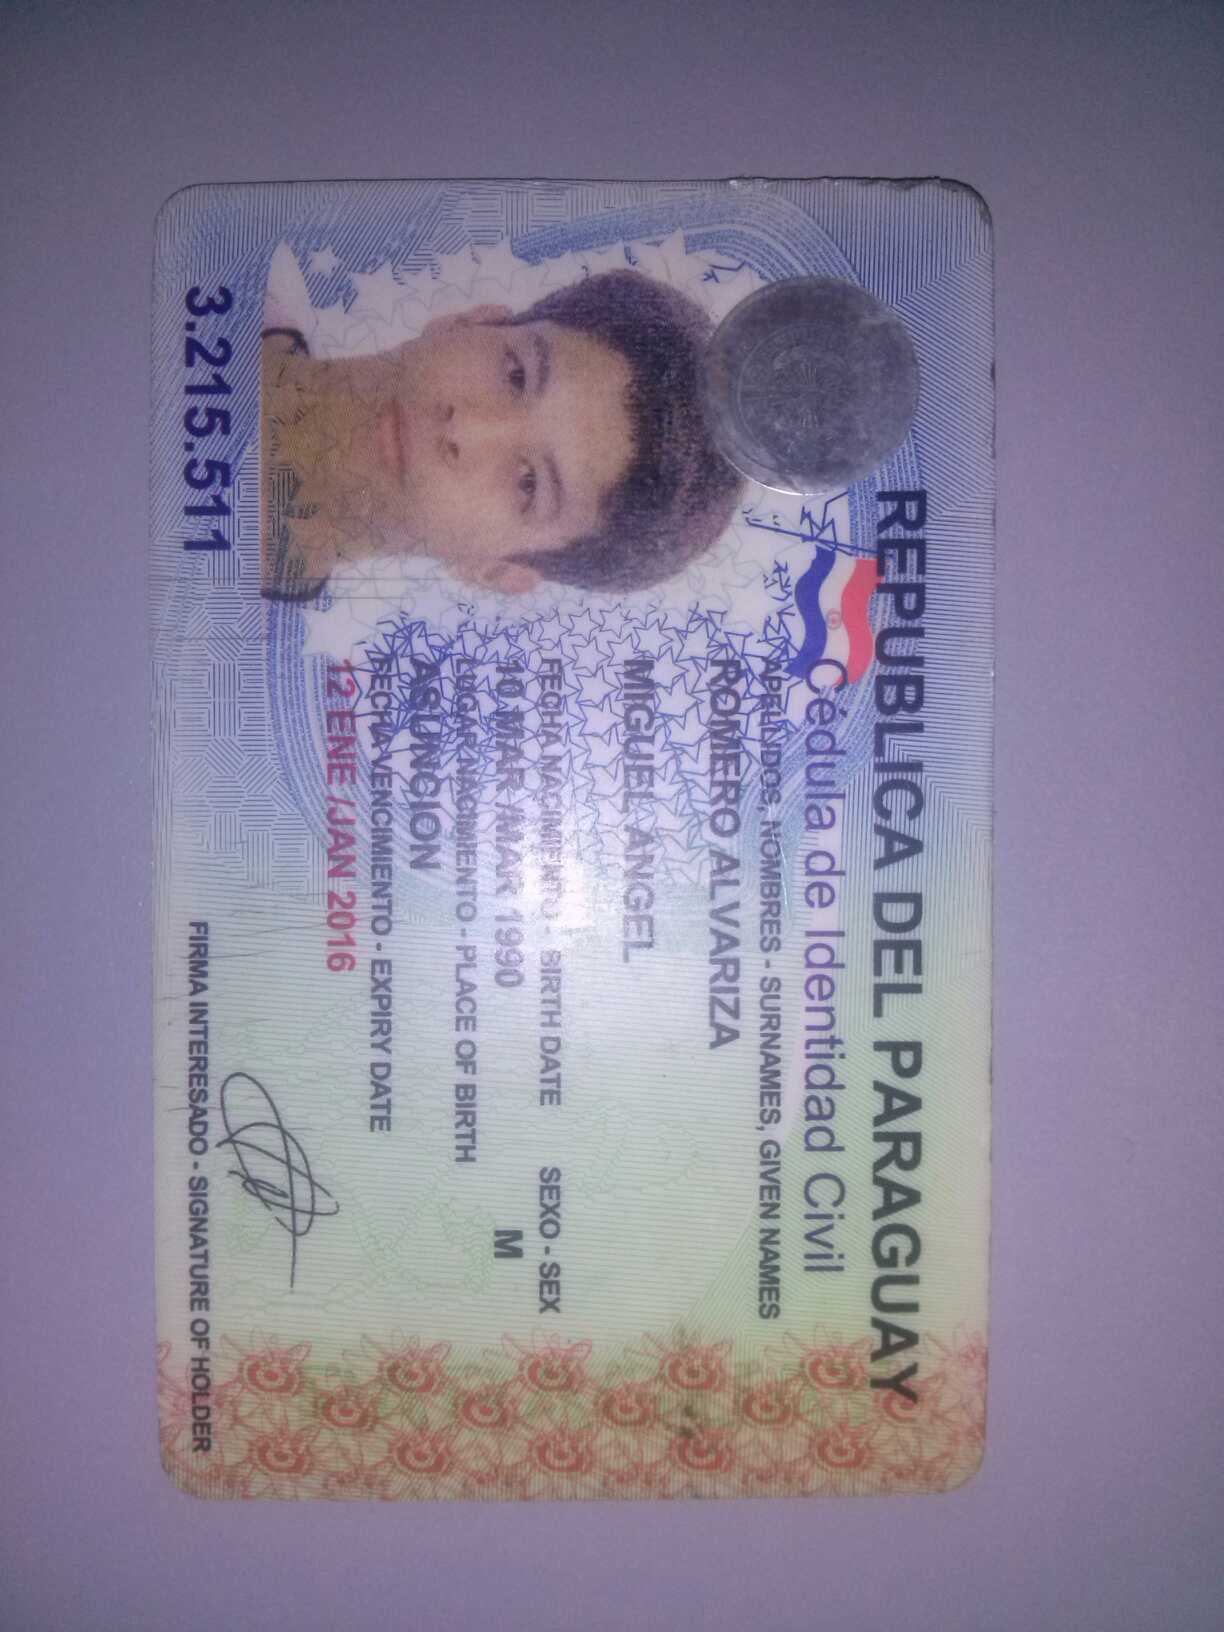 REPUBLICA DEL PARAGUAY
Cédula de Identidad Civil
APELLIDOS, NOMBRES - SURNAMES, GIVEN NAMES
ROMERO ALVARIZA
MIGUEL ANGEL
FECHA NACIMIENTO - BIRTH DATE SEXO - SEX
10 MAR /MAR 1990 M
LUGAR NACIMIENTO - PLACE OF BIRTH
ASUNCION
FECHA VENCIMIENTO - EXPIRY DATE
12 ENE /JAN 2016
3.215.511
FIRMA INTERESADO - SIGNATURE OF HOLDER